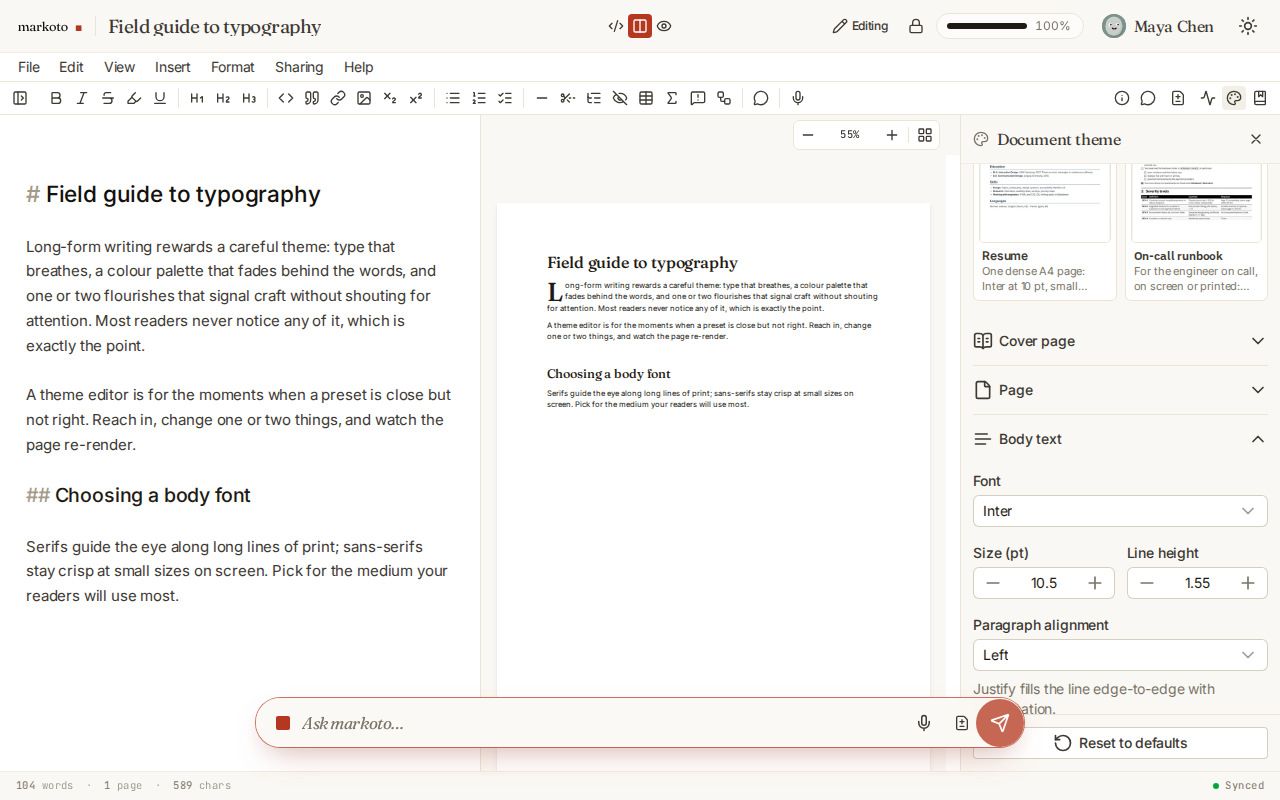 markoto
Field guide to typography
Editing
100%
Maya Chen
File Edit View Insert Format Sharing Help
H1 H2 H3
55%
Document theme
# Field guide to typography
Long-form writing rewards a careful theme: type that
breathes, a colour palette that fades behind the words, and
one or two flourishes that signal craft without shouting for
attention. Most readers never notice any of it, which is
exactly the point.
A theme editor is for the moments when a preset is close but
not right. Reach in, change one or two things, and watch the
page re-render.
## Choosing a body font
Serifs guide the eye along long lines of print; sans-serifs
stay crisp at small sizes on screen. Pick for the medium your
readers will use most.
Field guide to typography
Long-form writing rewards a careful theme: type that breathes, a colour palette that
fades behind the words, and one or two flourishes that signal craft without shouting
for attention. Most readers never notice any of it, which is exactly the point.
A theme editor is for the moments when a preset is close but not right. Reach in, change
one or two things, and watch the page re-render.
Choosing a body font
Serifs guide the eye along long lines of print; sans-serifs stay crisp at small sizes on
screen. Pick for the medium your readers will use most.
Resume
One dense A4 page:
Inter at 10 pt, small...
On-call runbook
For the engineer on call,
on screen or printed:...
Cover page
Page
Body text
Font
Inter
Size (pt)
Line height
10.5
1.55
Paragraph alignment
Left
Justify fills the line edge-to-edge with
Reset to defaults
Ask markoto...
104 words · 1 page · 589 chars
Synced